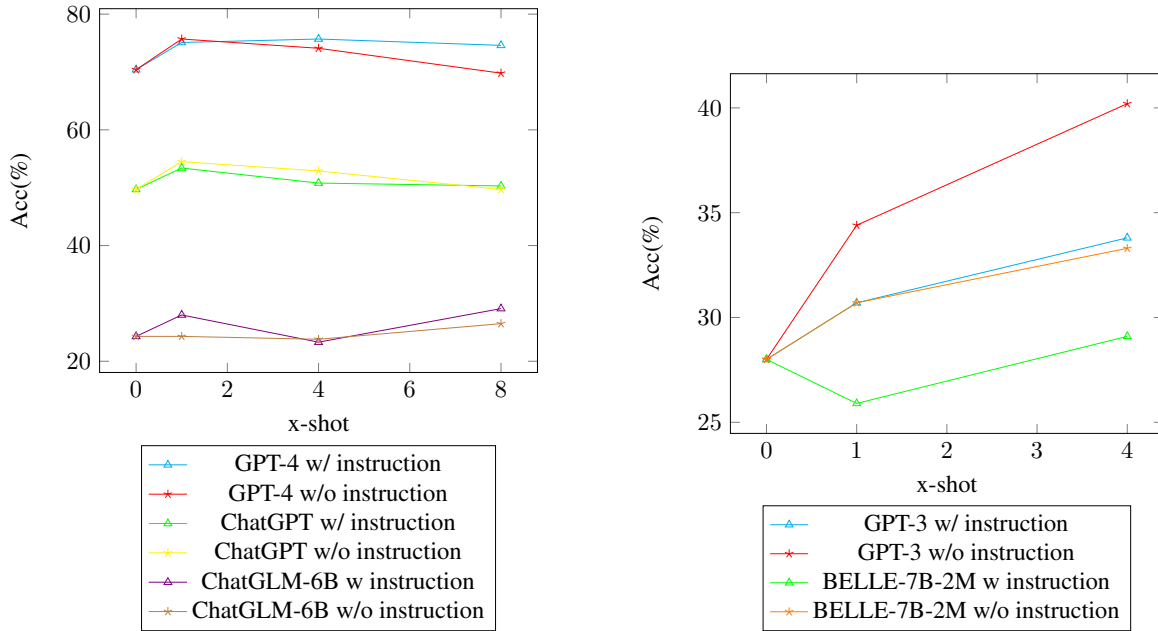 80
60
40
20
Acc(%)
0
2
4
6
8
x-shot
GPT-4 w/ instruction
GPT-4 w/o instruction
ChatGPT w/ instruction
ChatGPT w/o instruction
ChatGLM-6B w instruction
ChatGLM-6B w/o instruction
40
35
30
25
Acc(%)
0
1
1
2
3
3
4
x-shot
GPT-3 w/ instruction
GPT-3 w/o instruction
BELLE-7B-2M w instruction
BELLE-7B-2M w/o instruction